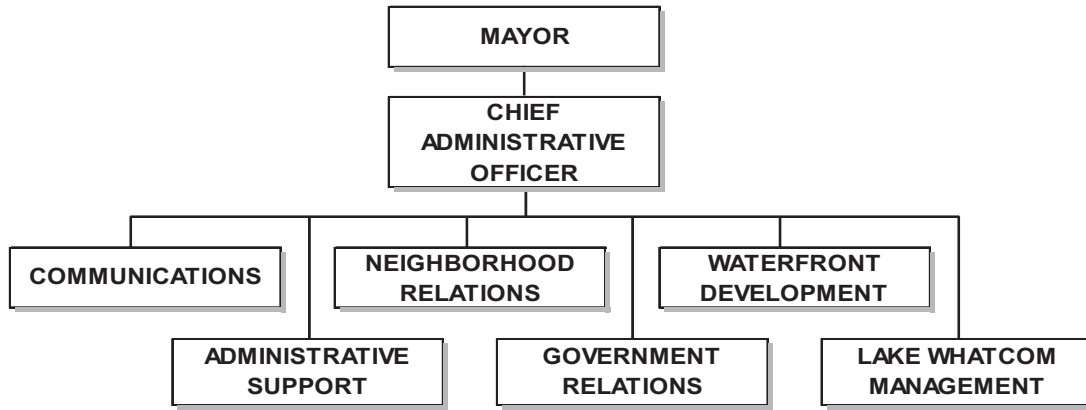 MAYOR
CHIEF
ADMINISTRATIVE
OFFICER
COMMUNICATIONS
NEIGHBORHOOD
RELATIONS
WATERFRONT
DEVELOPMENT
ADMINISTRATIVE
SUPPORT
GOVERNMENT
RELATIONS
LAKE WHATCOM
MANAGEMENT